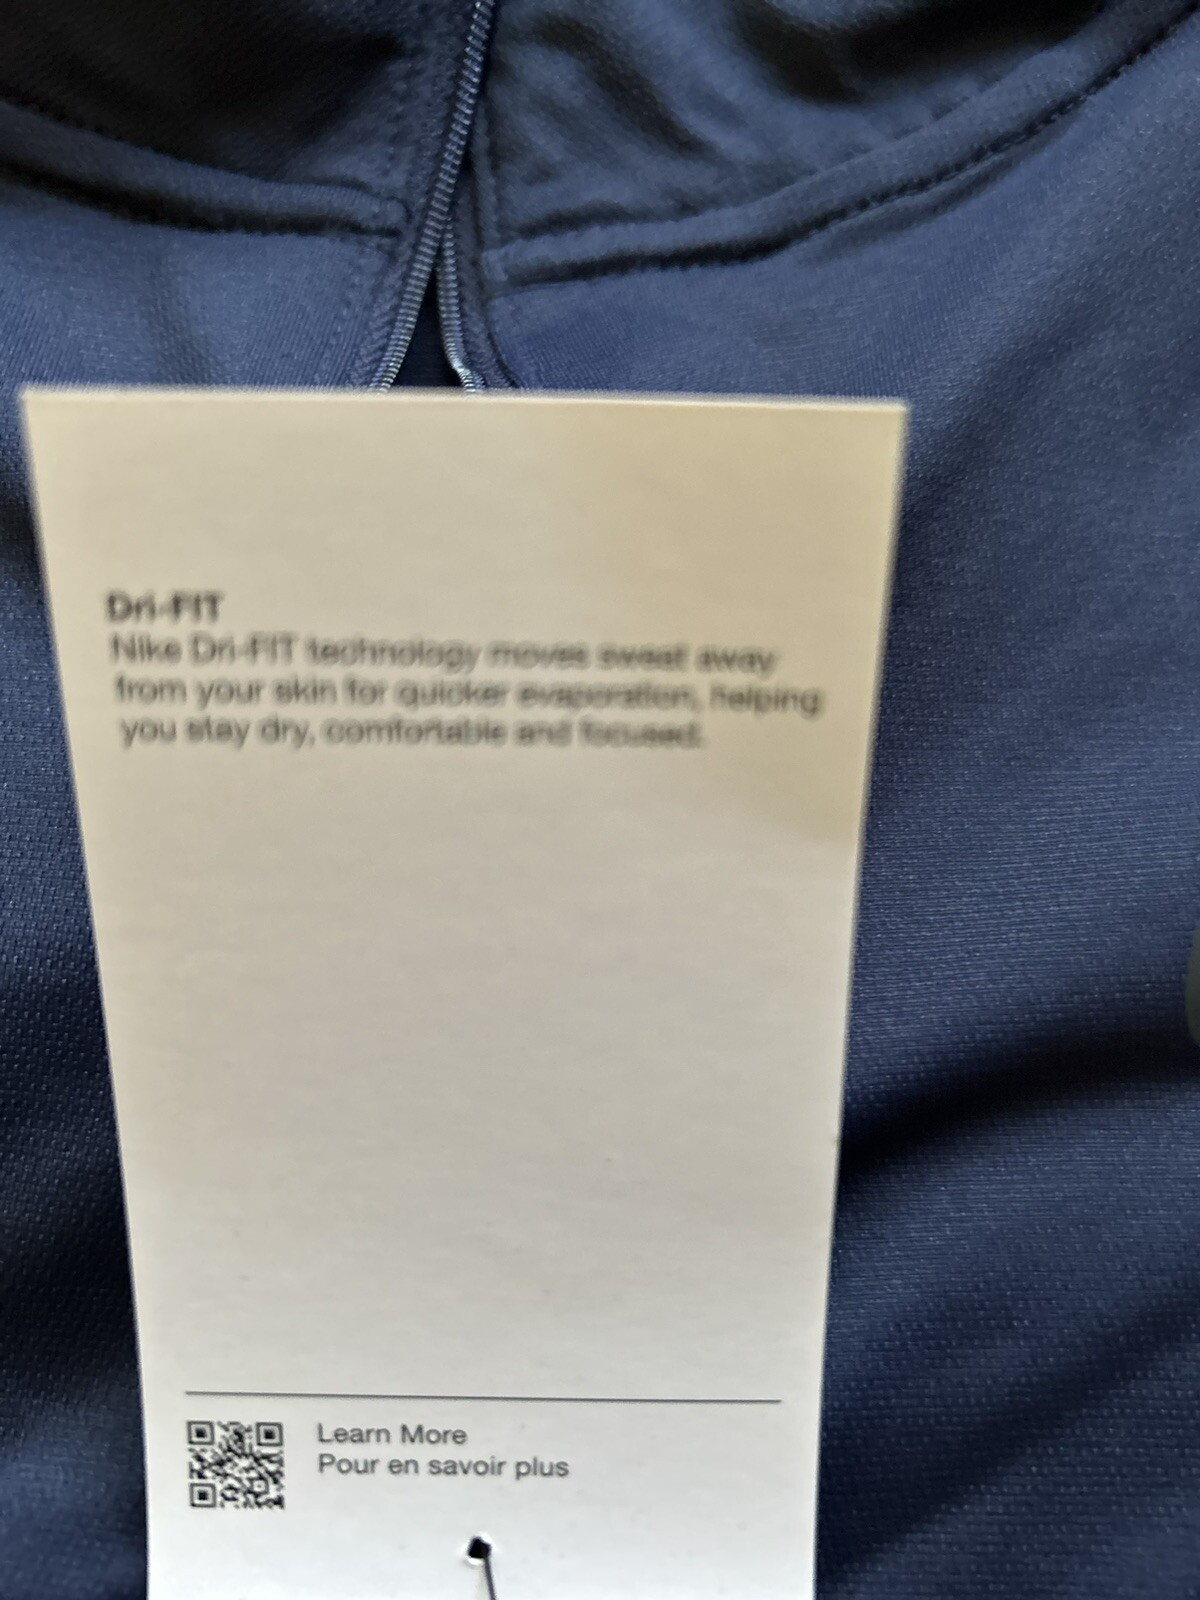 Dri-FIT
Nike Dri-FIT technology moves sweat away
from your skin for quicker evaporation, helping
you stay dry, comfortable and focused.
Learn More
Pour en savoir plus